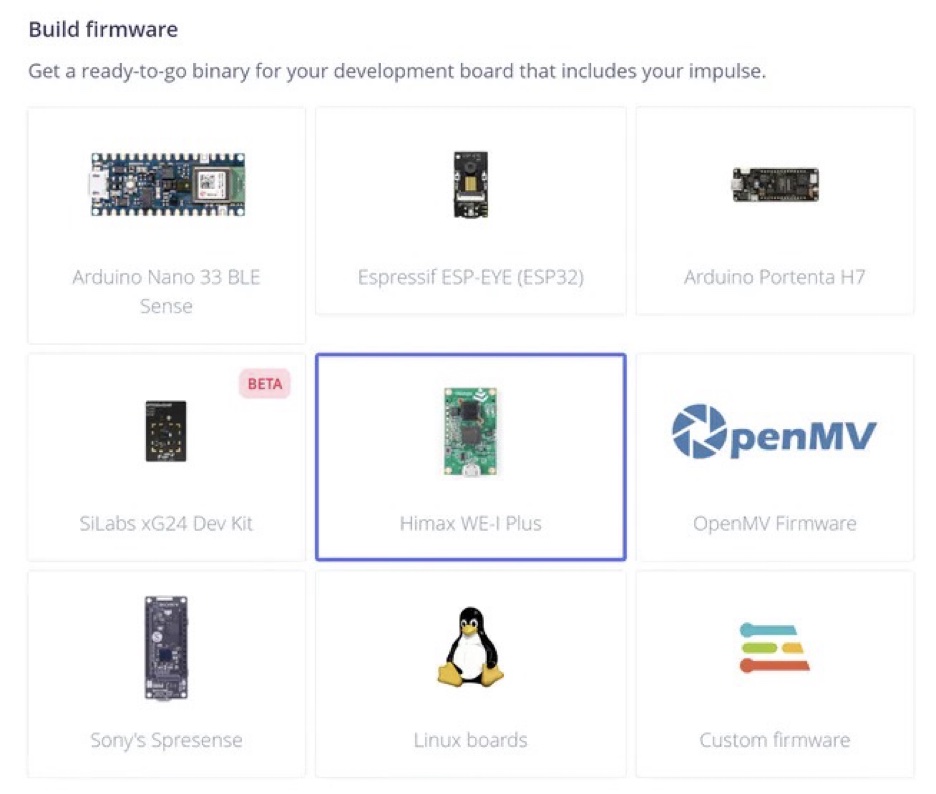 Build firmware
Get a ready-to-go binary for your development board that includes your impulse.
Arduino Nano 33 BLE
Sense
Espressif ESP-EYE (ESP32)
Arduino Portenta H7
BETA
SiLabs xG24 Dev Kit
Himax WE-I Plus
OpenMV
OpenMV Firmware
Sony's Spresense
Linux boards
Custom firmware